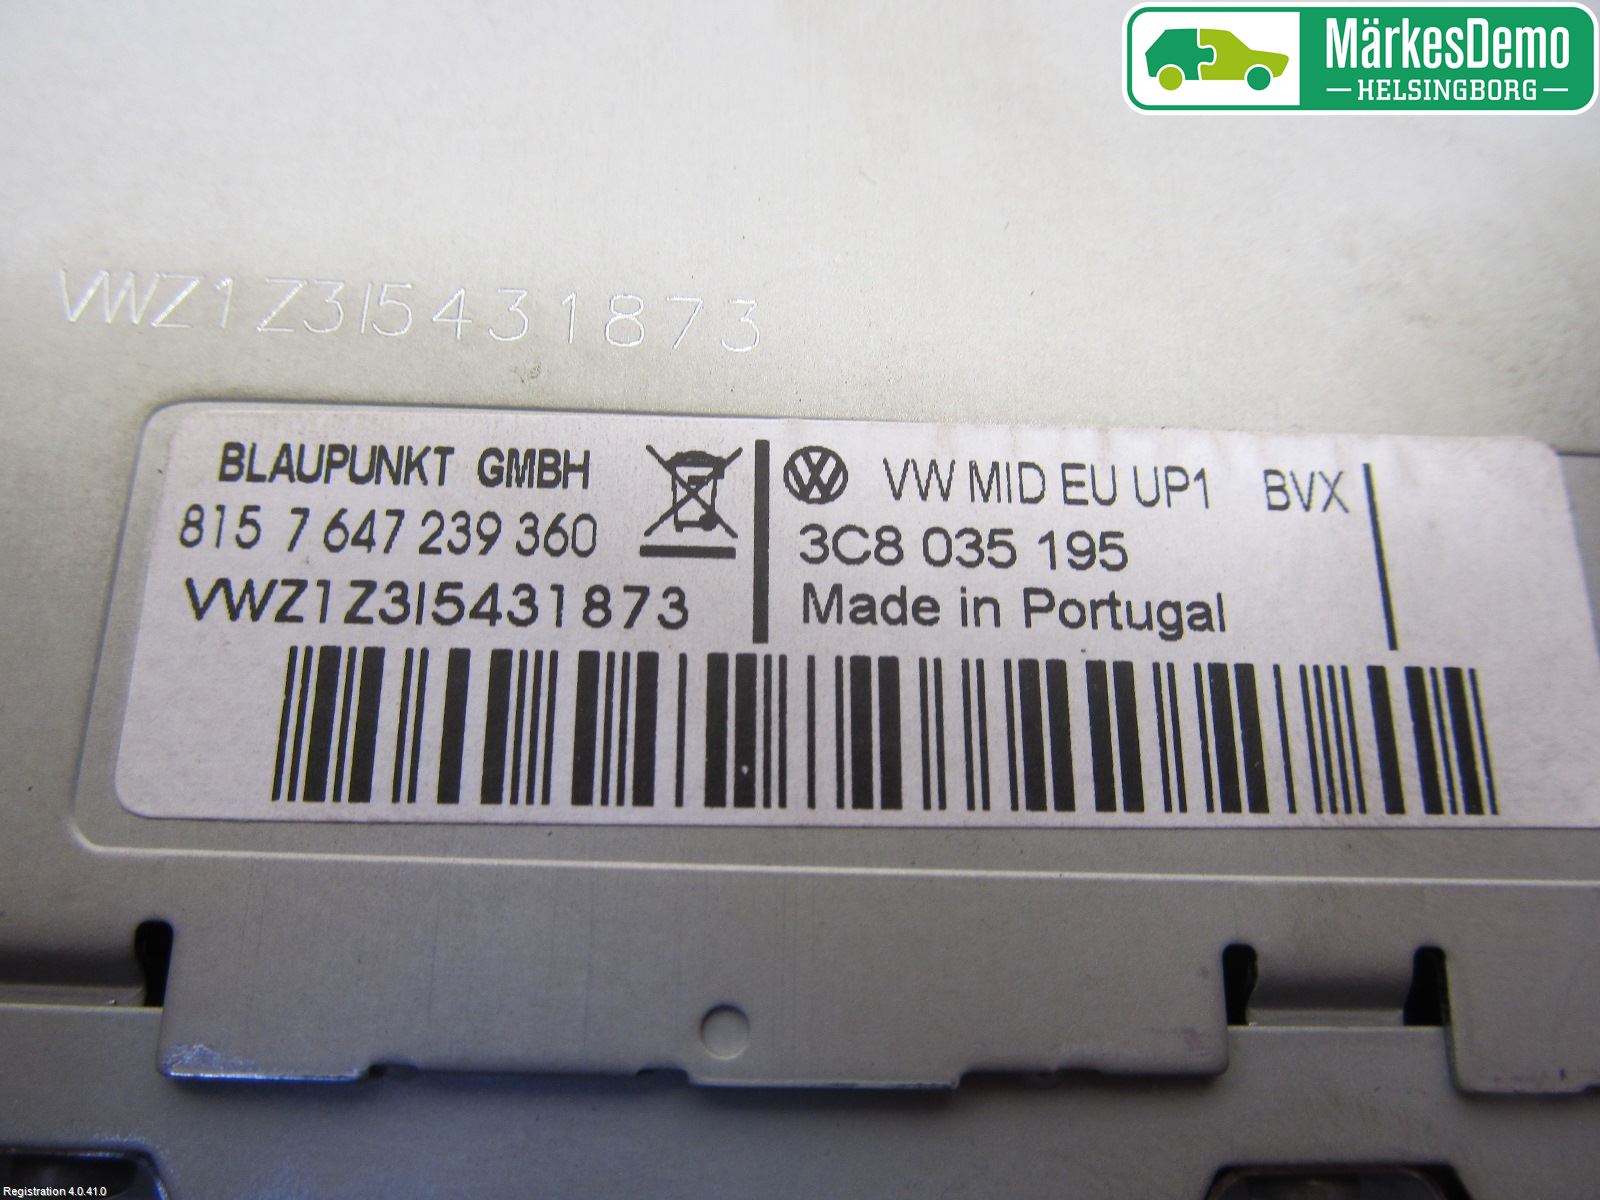 MärkesDemo
HELSINGBORG
VWZ1Z3I5431873
BLAUPUNKT GMBH
815 7 647 239 360
VWZ1Z3I5431873
VW MID EU UP1 BVX
3C8 035 195
Made in Portugal
Registration 4.0.41.0